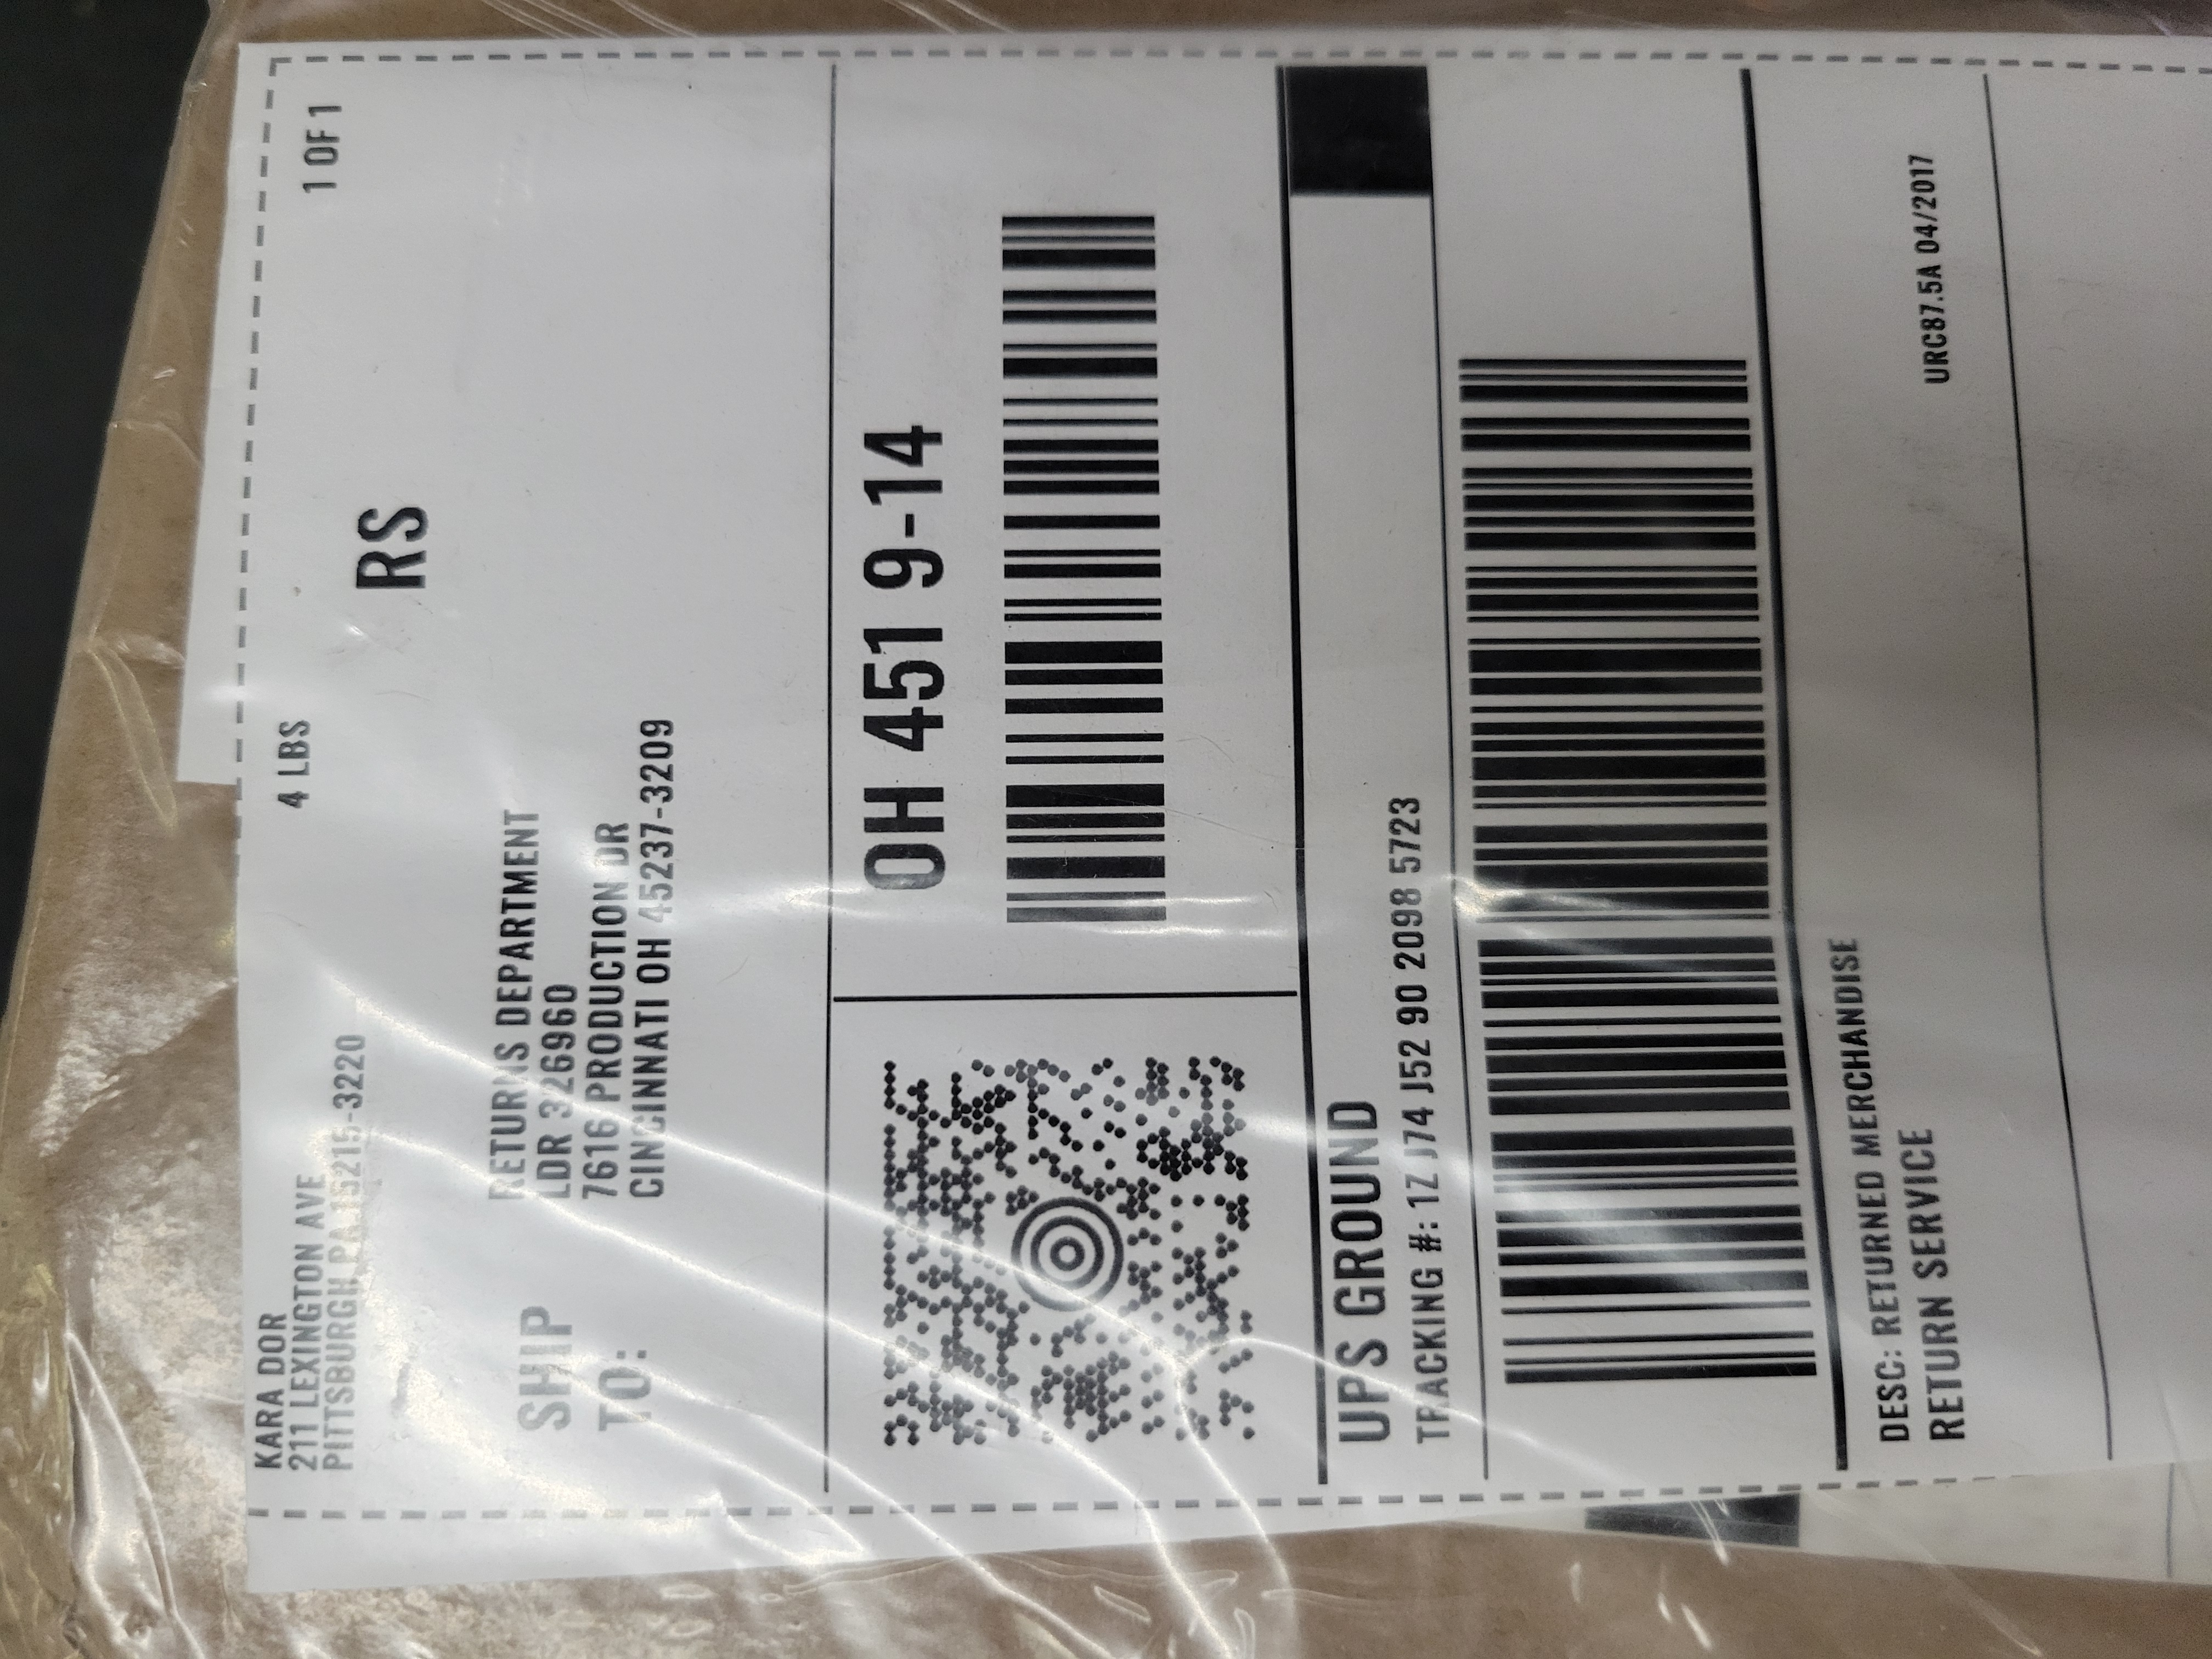 KARA DOR
211 LEXINGTON AVE
PITTSBURGH PA 15215-3220
4 LBS
1 OF 1
RS
SHIP
TO:
RETURNS DEPARTMENT
LDR 326960
7616 PRODUCTION DR
CINCINNATI OH 45237-3209
OH 451 9-14
UPS GROUND
TRACKING #: 1Z J74 J52 90 2098 5723
DESC: RETURNED MERCHANDISE
RETURN SERVICE
URC87.5A 04/2017